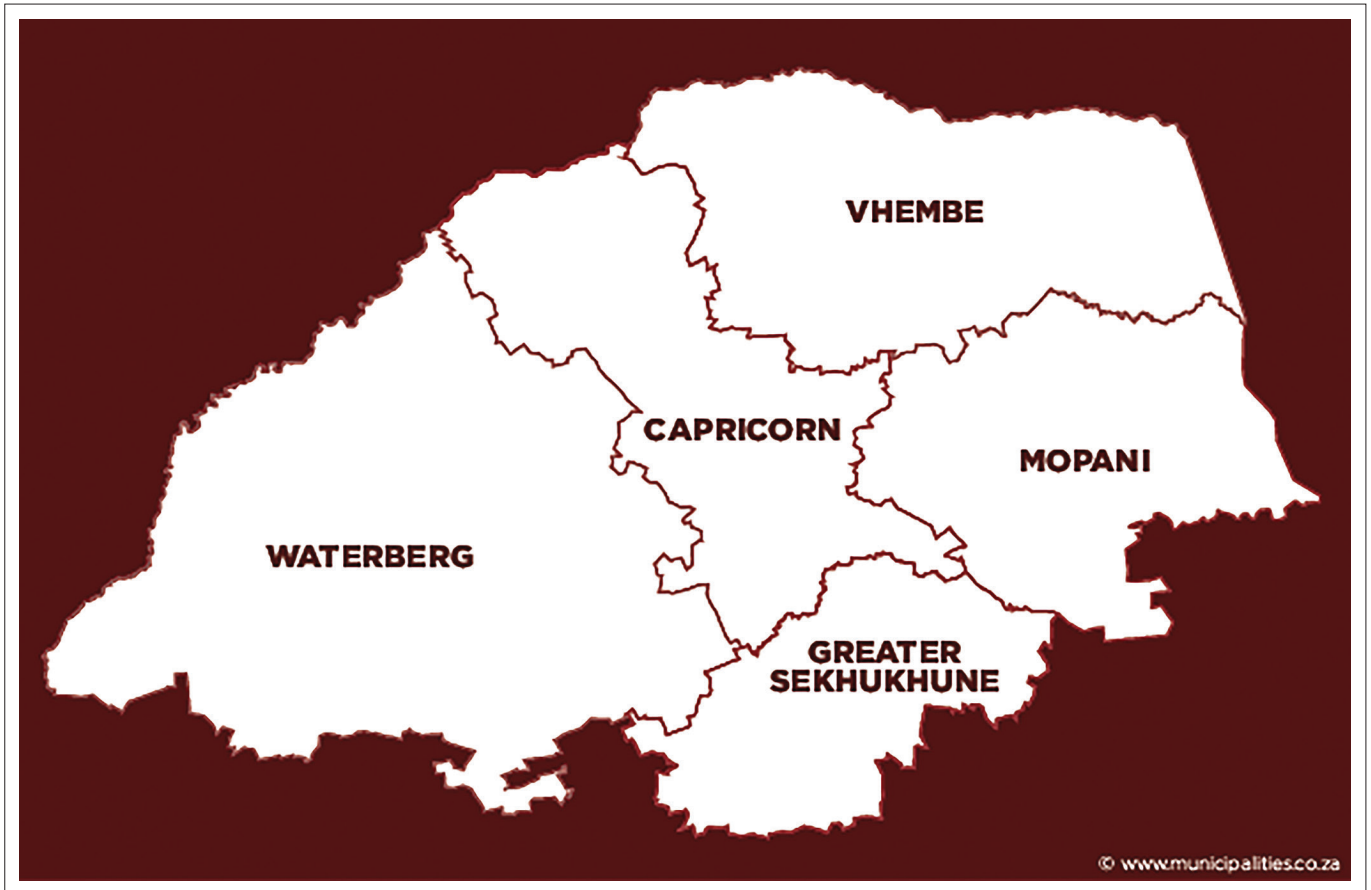 VHEMBE
CAPRICORN
MOPANI
WATERBERG
GREATER
SEKHUKHUNE
© www.municipalities.co.za